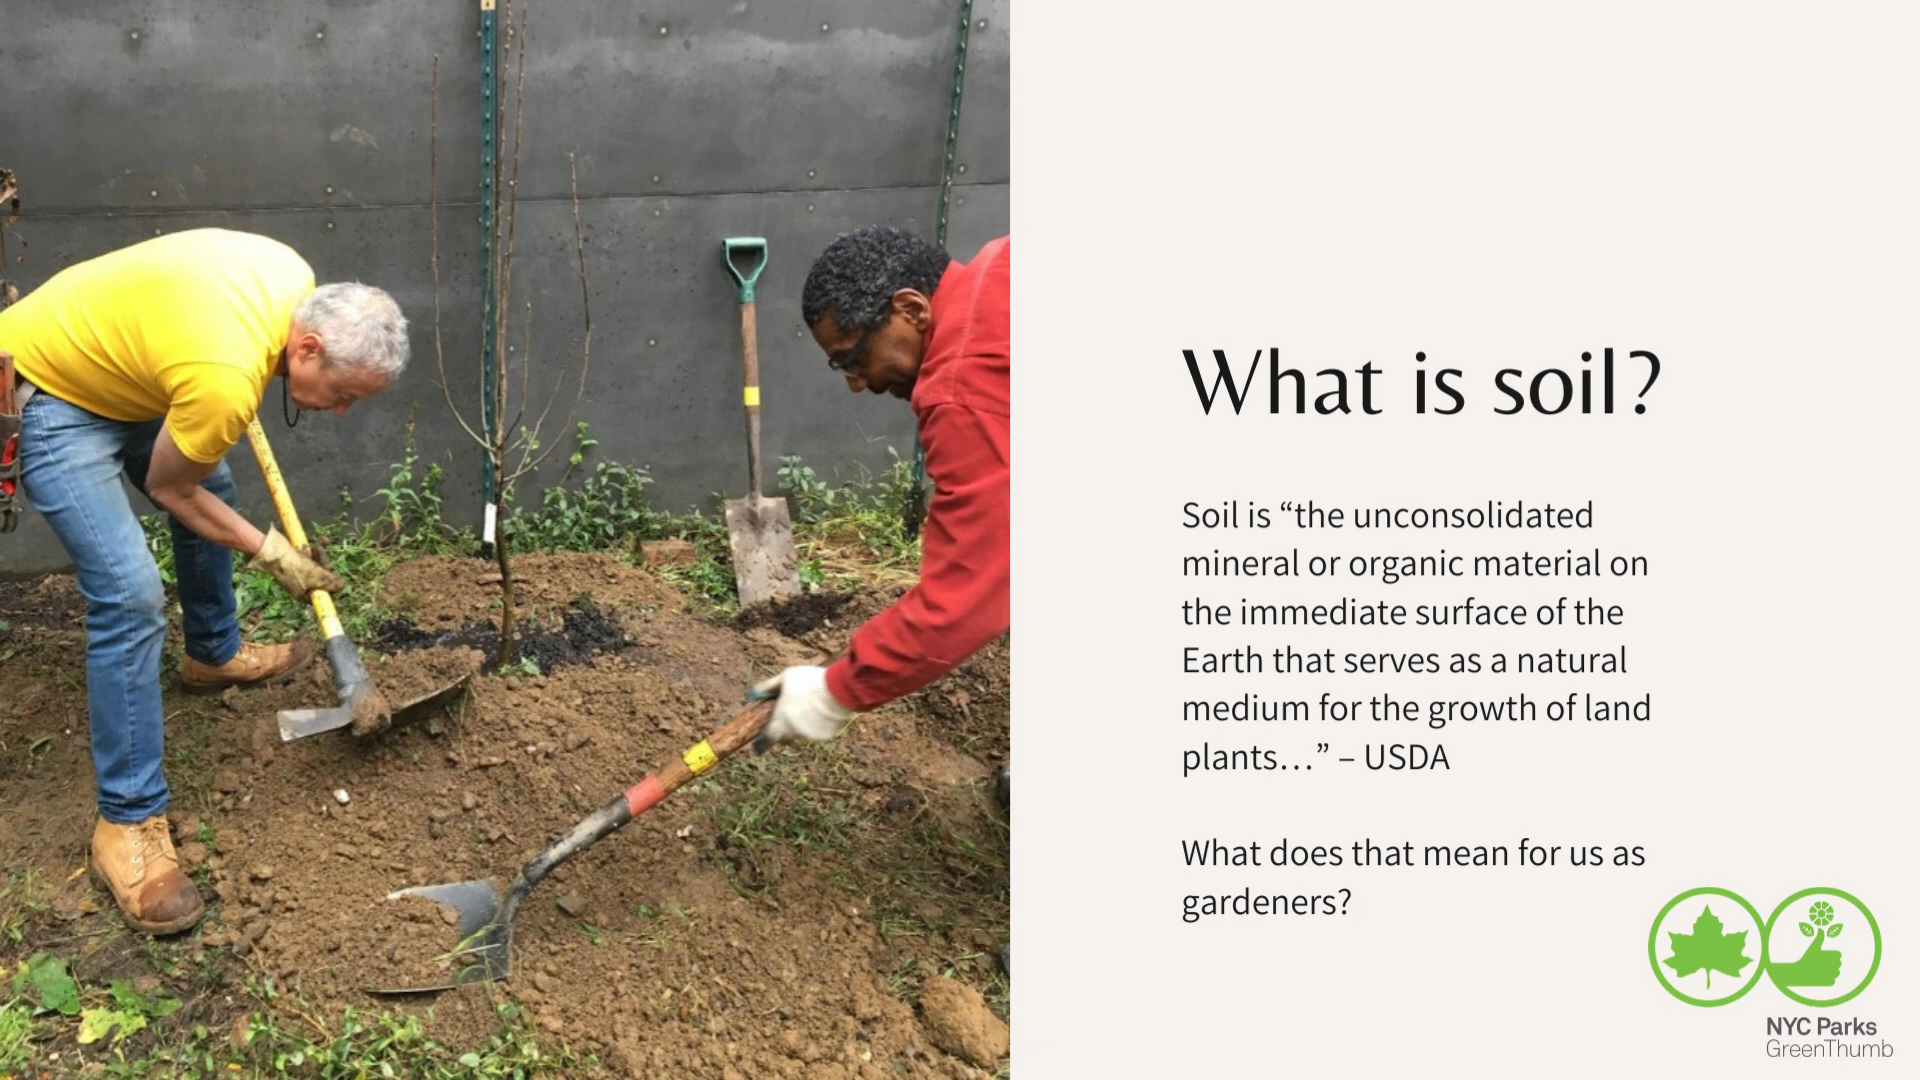 What is soil?
Soil is “the unconsolidated
mineral or organic material on
the immediate surface of the
Earth that serves as a natural
medium for the growth of land
plants…” – USDA
What does that mean for us as
gardeners?
NYC Parks
GreenThumb